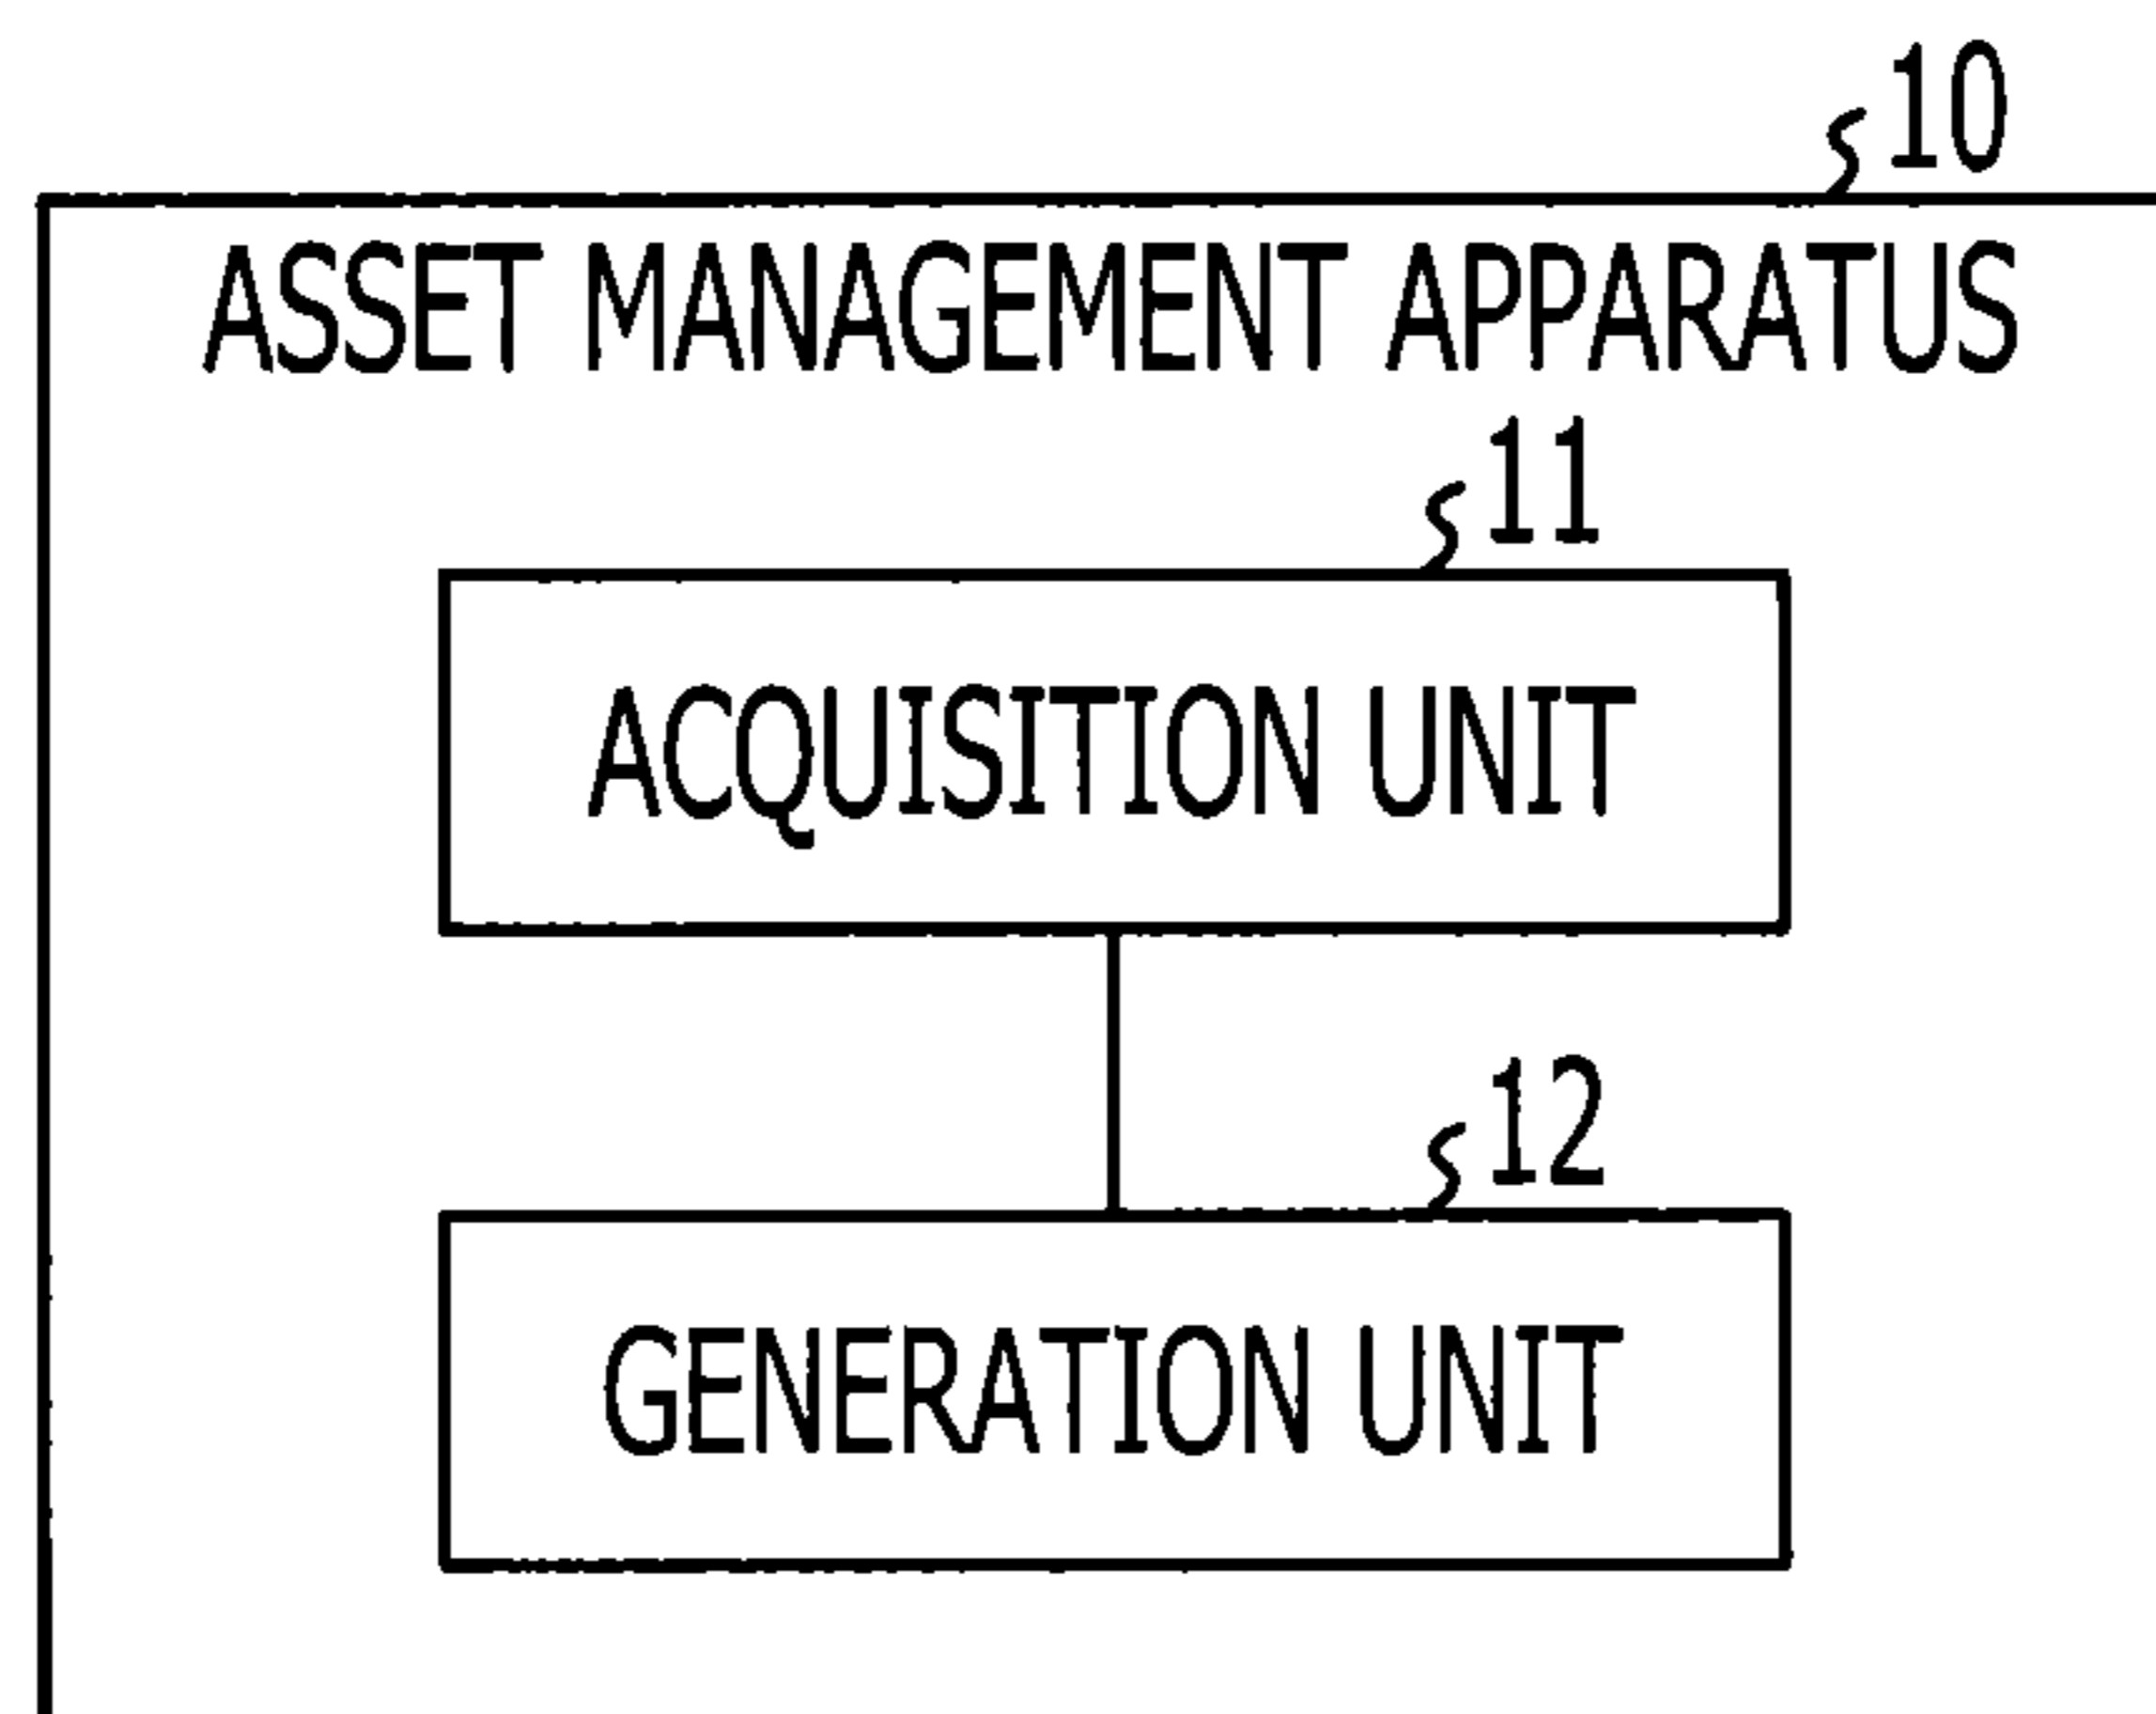 10
ASSET MANAGEMENT APPARATUS
11
ACQUISITION UNIT
12
GENERATION UNIT